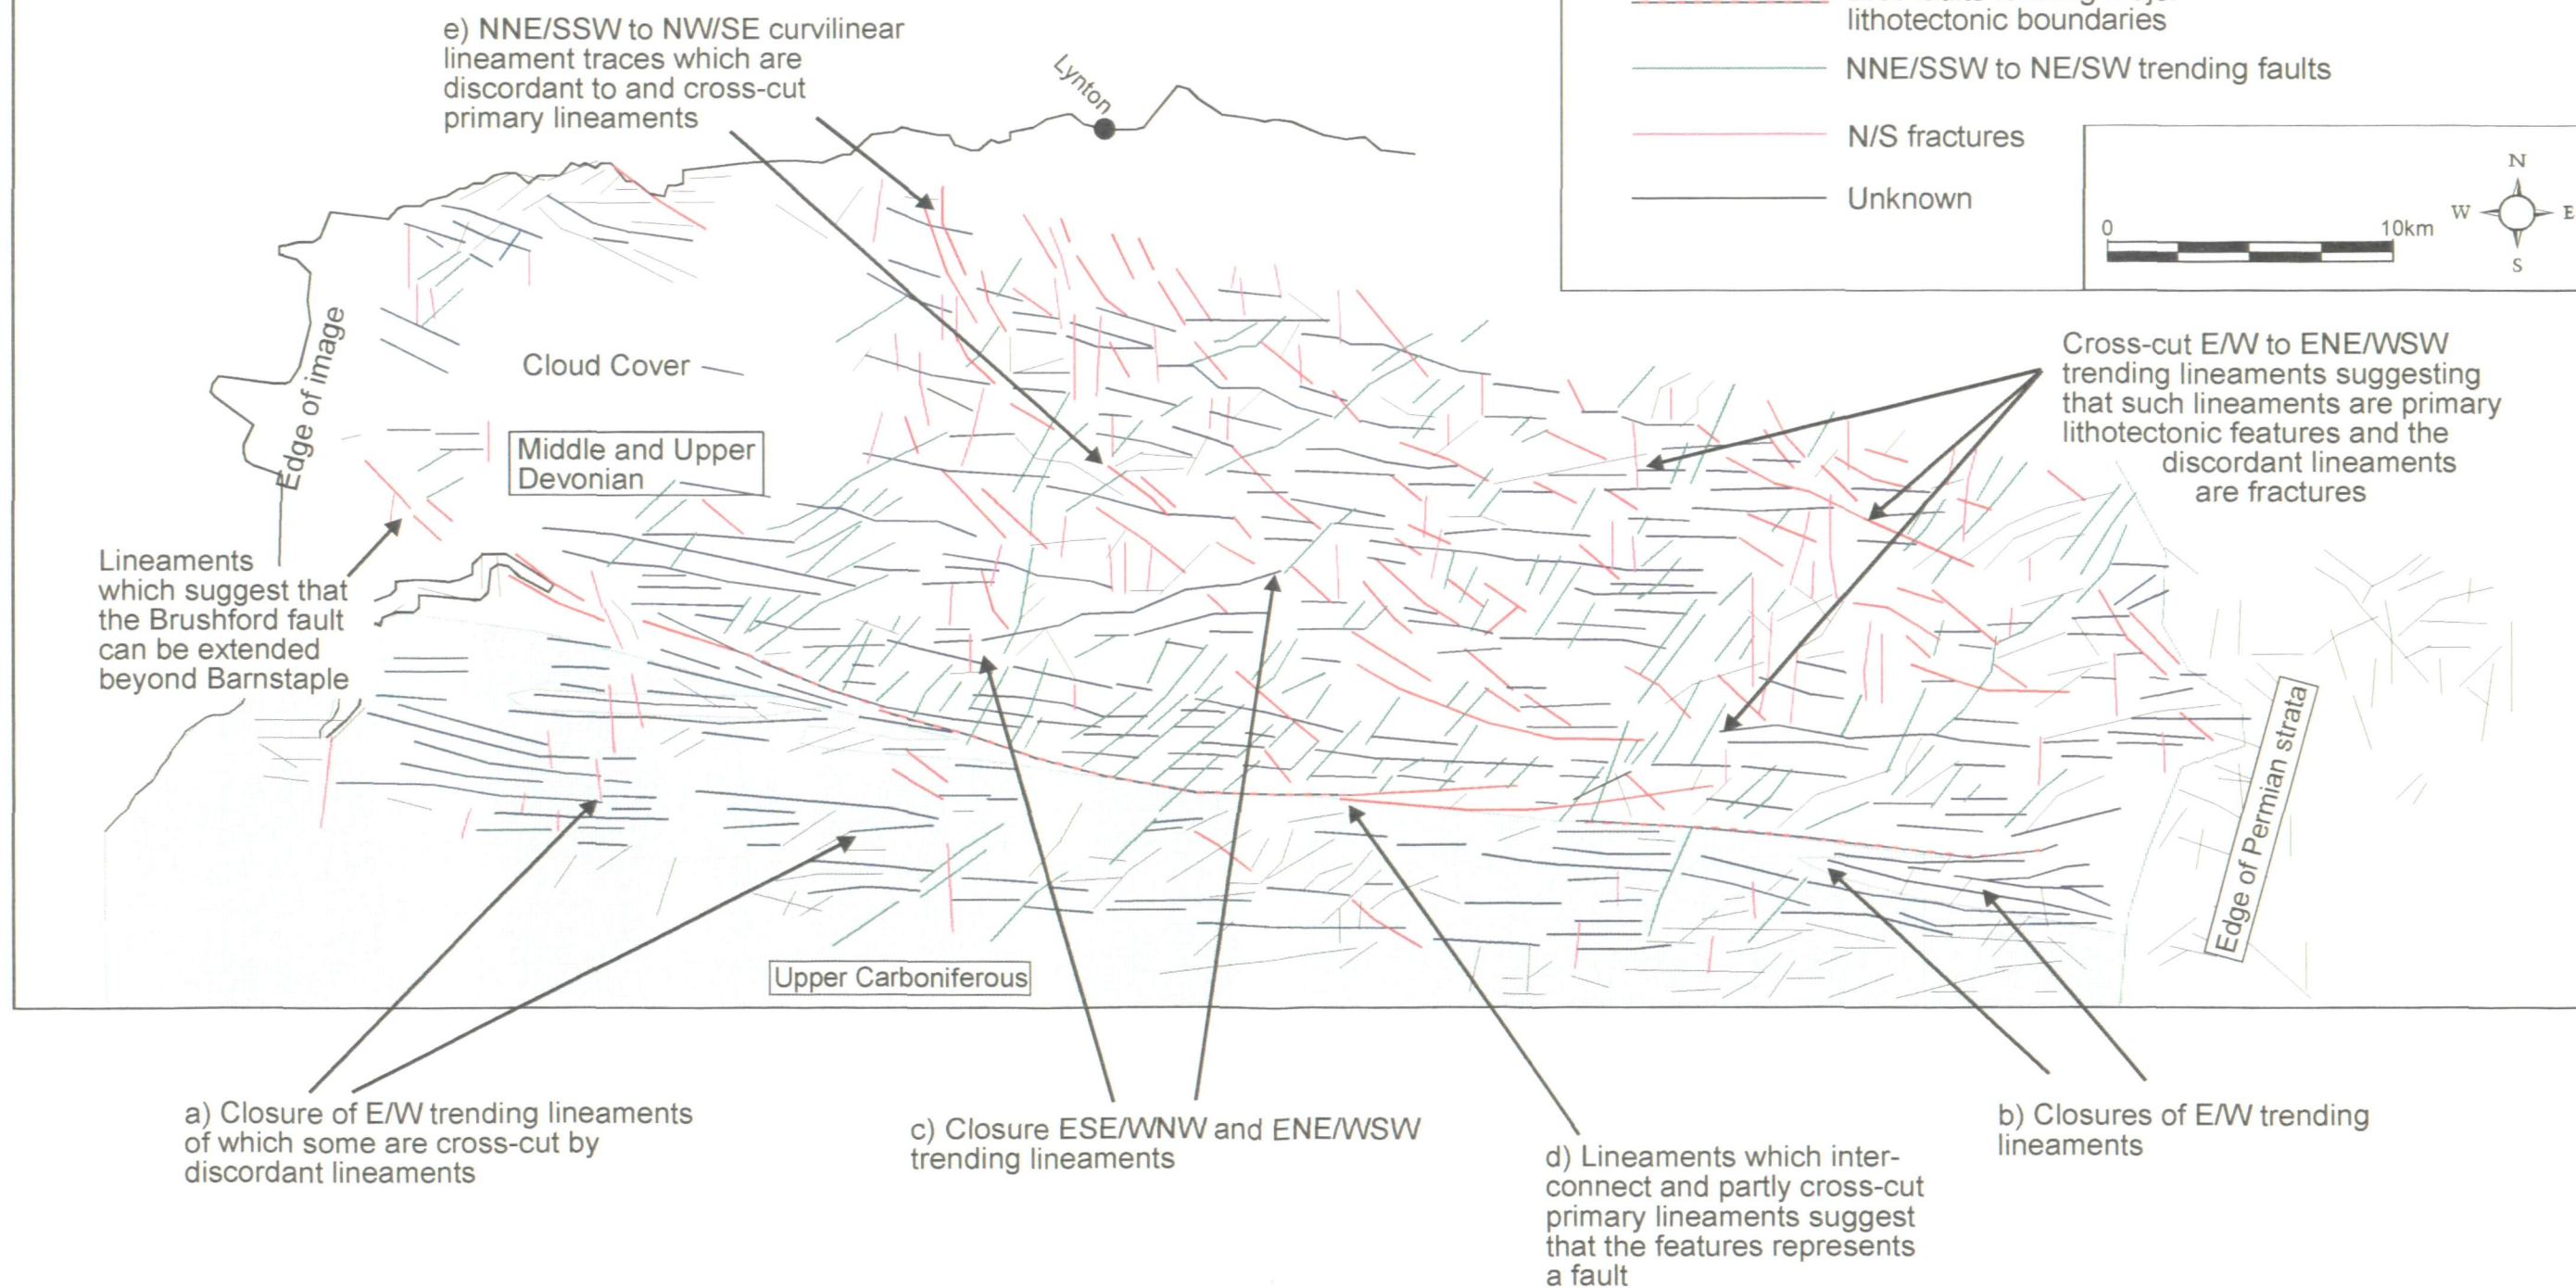 e) NNE/SSW to NW/SE curvilinear
lineament traces which are
discordant to and cross-cut
primary lineaments
Lynton
lithotectonic boundaries
NNE/SSW to NE/SW trending faults
N/S fractures
Unknown
0
10km
N
W
E
S
Edge of image
Cloud Cover
Middle and Upper
Devonian
Cross-cut E/W to ENE/WSW
trending lineaments suggesting
that such lineaments are primary
lithotectonic features and the
discordant lineaments
are fractures
Lineaments
which suggest that
the Brushford fault
can be extended
beyond Barnstaple
Edge of Permian strata
Upper Carboniferous
a) Closure of E/W trending lineaments
of which some are cross-cut by
discordant lineaments
c) Closure ESE/WNW and ENE/WSW
trending lineaments
d) Lineaments which inter-
connect and partly cross-cut
primary lineaments suggest
that the features represents
a fault
b) Closures of E/W trending
lineaments